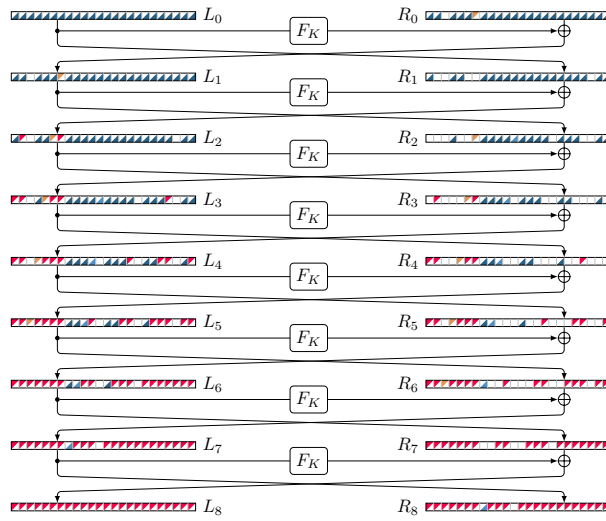 L₀ F_K R₀ ⊕
L₁ F_K R₁ ⊕
L₂ F_K R₂ ⊕
L₃ F_K R₃ ⊕
L₄ F_K R₄ ⊕
L₅ F_K R₅ ⊕
L₆ F_K R₆ ⊕
L₇ F_K R₇ ⊕
L₈ R₈